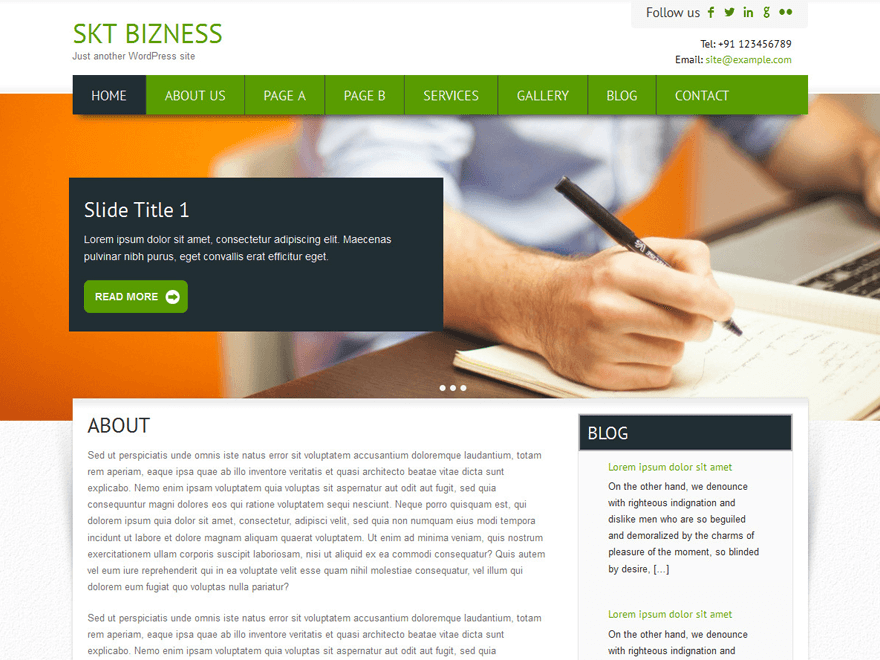 Follow us
SKT BIZNESS
Just another WordPress site
Tel: +91 123456789
Email: site@example.com
HOME
ABOUT US
PAGE A
PAGE B
SERVICES
GALLERY
BLOG
CONTACT
Slide Title 1
Lorem ipsum dolor sit amet, consectetur adipiscing elit. Maecenas
pulvinar nibh purus, eget convallis erat efficitur eget.
READ MORE
ABOUT
Sed ut perspiciatis unde omnis iste natus error sit voluptatem accusantium doloremque laudantium, totam
rem aperiam, eaque ipsa quae ab illo inventore veritatis et quasi architecto beatae vitae dicta sunt
explicabo. Nemo enim ipsam voluptatem quia voluptas sit aspernatur aut odit aut fugit, sed quia
consequuntur magni dolores eos qui ratione voluptatem sequi nesciunt. Neque porro quisquam est, qui
dolorem ipsum quia dolor sit amet, consectetur, adipisci velit, sed quia non numquam eius modi tempora
incidunt ut labore et dolore magnam aliquam quaerat voluptatem. Ut enim ad minima veniam, quis nostrum
exercitationem ullam corporis suscipit laboriosam, nisi ut aliquid ex ea commodi consequatur? Quis autem
vel eum iure reprehenderit qui in ea voluptate velit esse quam nihil molestiae consequatur, vel illum qui
dolorem eum fugiat quo voluptas nulla pariatur?
Sed ut perspiciatis unde omnis iste natus error sit voluptatem accusantium doloremque laudantium, totam
rem aperiam, eaque ipsa quae ab illo inventore veritatis et quasi architecto beatae vitae dicta sunt
explicabo. Nemo enim ipsam voluptatem quia voluptas sit aspernatur aut odit aut fugit, sed quia
BLOG
Lorem ipsum dolor sit amet
On the other hand, we denounce
with righteous indignation and
dislike men who are so beguiled
and demoralized by the charms of
pleasure of the moment, so blinded
by desire, [...]
Lorem ipsum dolor sit amet
On the other hand, we denounce
with righteous indignation and